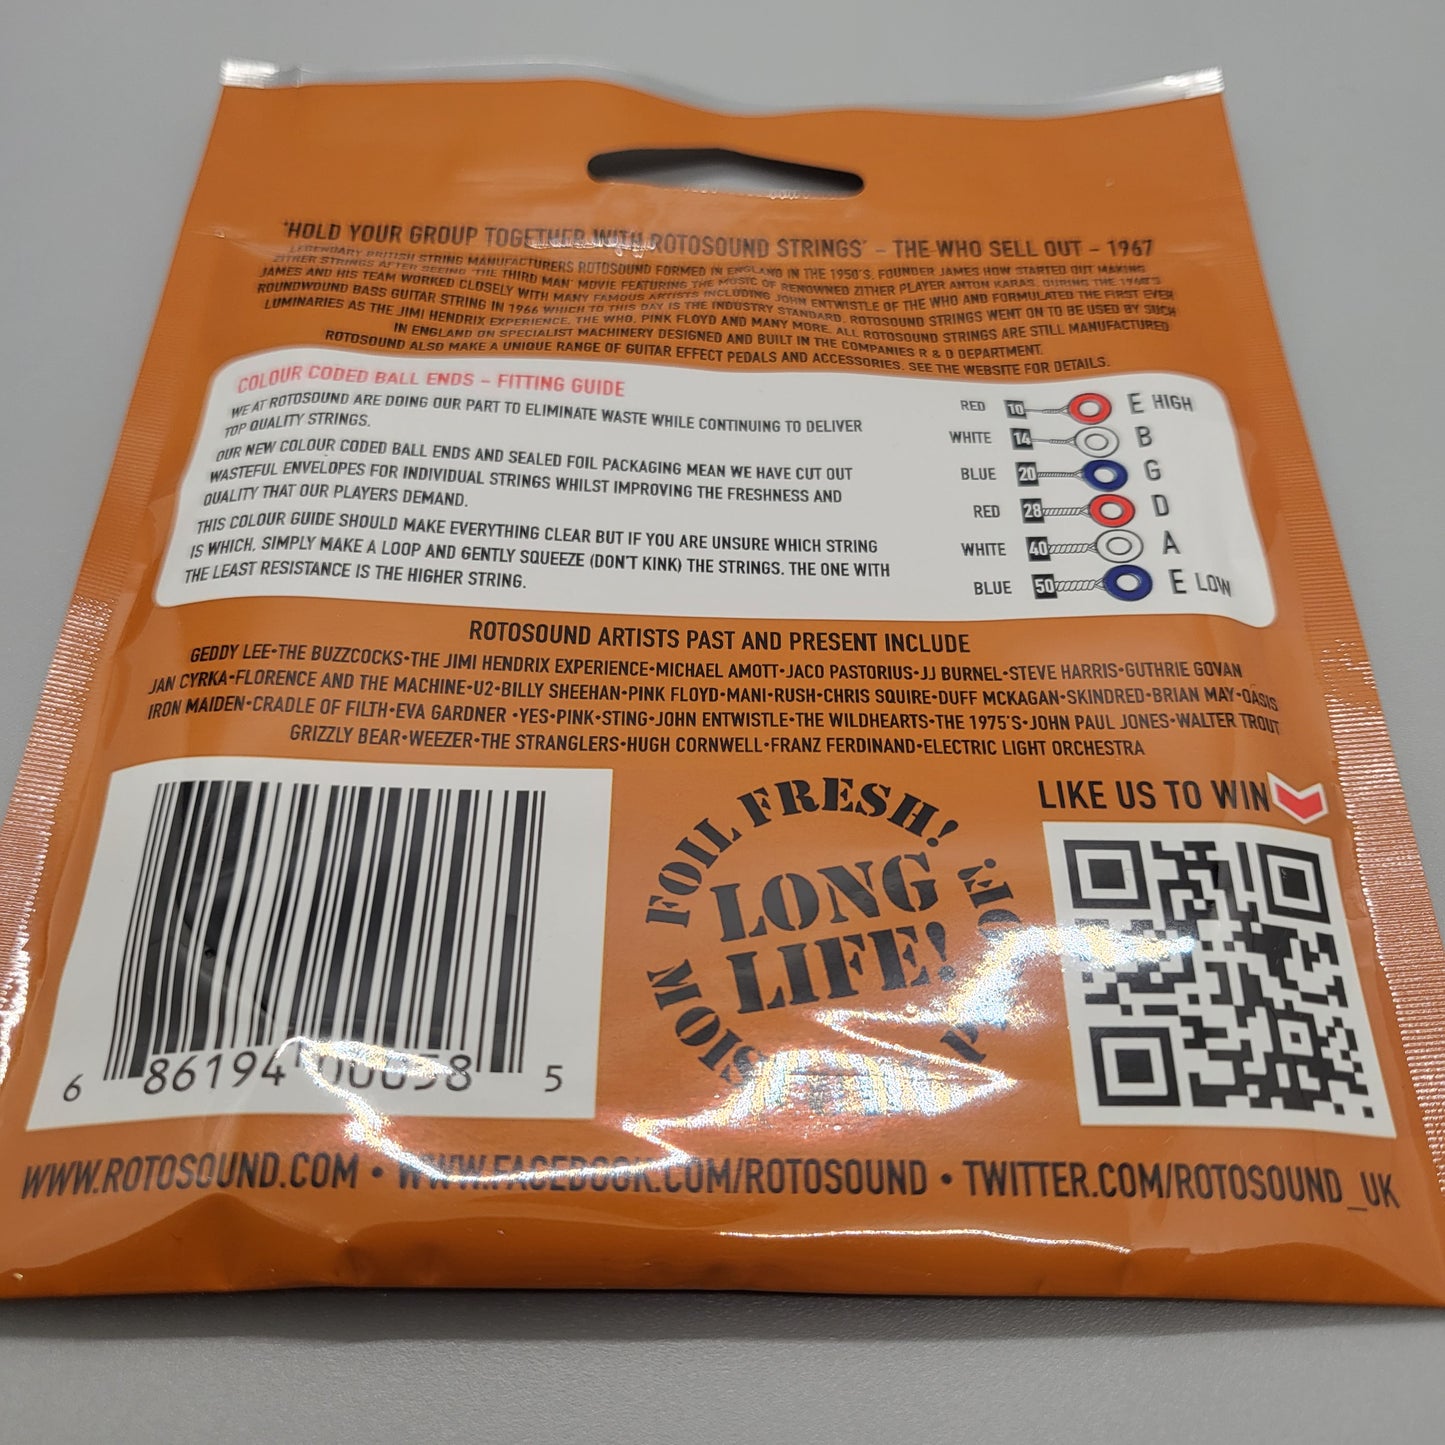 'HOLD YOUR GROUP TOGETHER WITH ROTOSOUND STRINGS' – THE WHO SELL OUT – 1967
LEGENDARY BRITISH STRING MANUFACTURERS ROTOSOUND FORMED IN ENGLAND IN THE 1950'S. FOUNDER JAMES HOW STARTED OUT MAKING
ZITHER STRINGS AFTER SEEING 'THE THIRD MAN' MOVIE FEATURING THE MUSIC OF RENOWNED ZITHER PLAYER ANTON KARAS. DURING THE 1960'S
JAMES AND HIS TEAM WORKED CLOSELY WITH MANY FAMOUS ARTISTS INCLUDING JOHN ENTWISTLE OF THE WHO AND FORMULATED THE FIRST EVER
ROUNDWOUND BASS GUITAR STRING IN 1966 WHICH TO THIS DAY IS THE INDUSTRY STANDARD. ROTOSOUND STRINGS WENT ON TO BE USED BY SUCH
LUMINARIES AS THE JIMI HENDRIX EXPERIENCE, THE WHO, PINK FLOYD AND MANY MORE. ALL ROTOSOUND STRINGS ARE STILL MANUFACTURED
IN ENGLAND ON SPECIALIST MACHINERY DESIGNED AND BUILT IN THE COMPANIES R & D DEPARTMENT.
ROTOSOUND ALSO MAKE A UNIQUE RANGE OF GUITAR EFFECT PEDALS AND ACCESSORIES. SEE THE WEBSITE FOR DETAILS.
COLOUR CODED BALL ENDS – FITTING GUIDE
WE AT ROTOSOUND ARE DOING OUR PART TO ELIMINATE WASTE WHILE CONTINUING TO DELIVER
TOP QUALITY STRINGS.
OUR NEW COLOUR CODED BALL ENDS AND SEALED FOIL PACKAGING MEAN WE HAVE CUT OUT
WASTEFUL ENVELOPES FOR INDIVIDUAL STRINGS WHILST IMPROVING THE FRESHNESS AND
QUALITY THAT OUR PLAYERS DEMAND.
THIS COLOUR GUIDE SHOULD MAKE EVERYTHING CLEAR BUT IF YOU ARE UNSURE WHICH STRING
IS WHICH, SIMPLY MAKE A LOOP AND GENTLY SQUEEZE (DON'T KINK) THE STRINGS. THE ONE WITH
THE LEAST RESISTANCE IS THE HIGHER STRING.
RED 10 E HIGH
WHITE 14 B
BLUE 20 G
RED 28 D
WHITE 40 A
BLUE 50 E LOW
ROTOSOUND ARTISTS PAST AND PRESENT INCLUDE
GEDDY LEE•THE BUZZCOCKS•THE JIMI HENDRIX EXPERIENCE•MICHAEL AMOTT•JACO PASTORIUS•JJ BURNEL•STEVE HARRIS•GUTHRIE GOVAN
JAN CYRKA•FLORENCE AND THE MACHINE•U2•BILLY SHEEHAN•PINK FLOYD•MANI•RUSH•CHRIS SQUIRE•DUFF MCKAGAN•SKINDRED•BRIAN MAY•OASIS
IRON MAIDEN•CRADLE OF FILTH•EVA GARDNER •YES•PINK•STING•JOHN ENTWISTLE•THE WILDHEARTS•THE 1975'S•JOHN PAUL JONES•WALTER TROUT
GRIZZLY BEAR•WEEZER•THE STRANGLERS•HUGH CORNWELL•FRANZ FERDINAND•ELECTRIC LIGHT ORCHESTRA
FOIL FRESH!
LONG
LIFE!
LIKE US TO WIN
6 86194 00058 5
WWW.ROTOSOUND.COM • WWW.FACEBOOK.COM/ROTOSOUND • TWITTER.COM/ROTOSOUND_UK